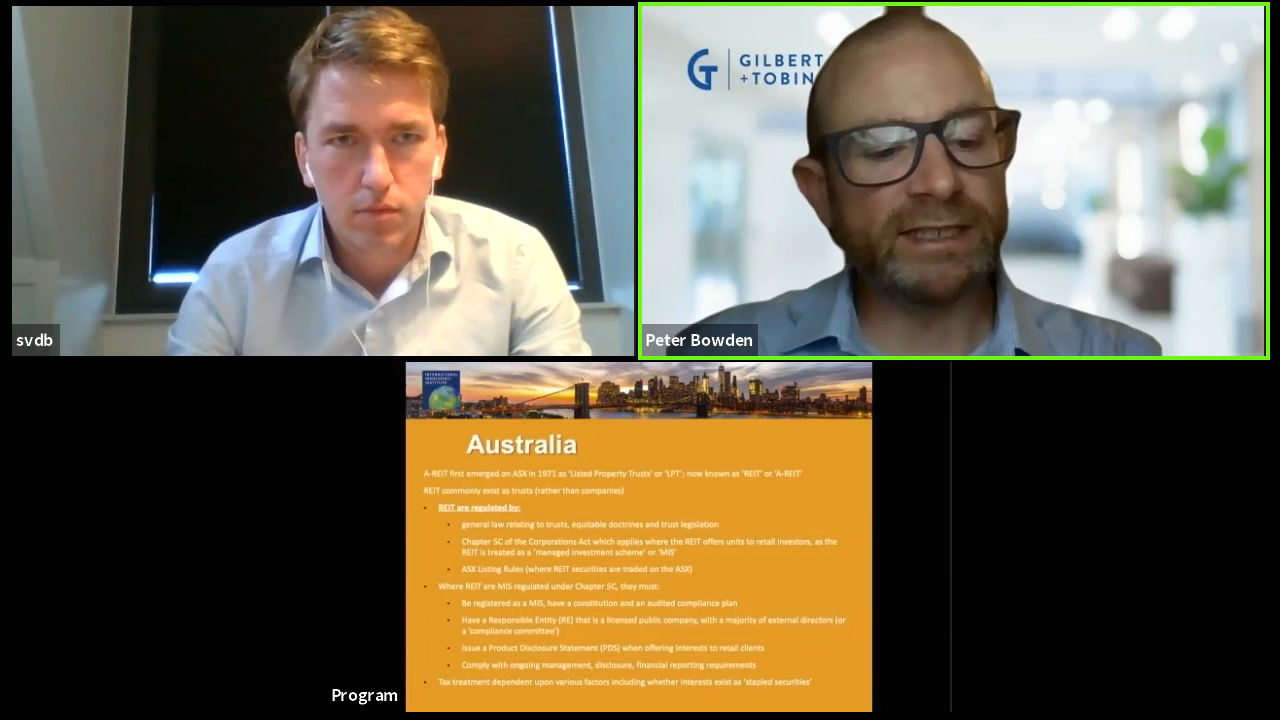 GILBERT
+TOBIN
svdb
Peter Bowden
INTERNATIONAL
INSOLVENCY
INSTITUTE
Australia
A-REIT first emerged on ASX in 1971 as 'Listed Property Trusts' or 'LPT'; now known as 'REIT' or 'A-REIT'
REIT commonly exist as trusts (rather than companies)
• REIT are regulated by:
• general law relating to trusts, equitable doctrines and trust legislation
• Chapter 5C of the Corporations Act which applies where the REIT offers units to retail investors, as the
REIT is treated as a 'managed investment scheme' or 'MIS'
• ASX Listing Rules (where REIT securities are traded on the ASX)
• Where REIT are MIS regulated under Chapter 5C, they must:
• Be registered as a MIS, have a constitution and an audited compliance plan
• Have a Responsible Entity (RE) that is a licensed public company, with a majority of external directors (or
a 'compliance committee')
• Issue a Product Disclosure Statement (PDS) when offering interests to retail clients
• Comply with ongoing management, disclosure, financial reporting requirements
• Tax treatment dependent upon various factors including whether interests exist as 'stapled securities'
Program